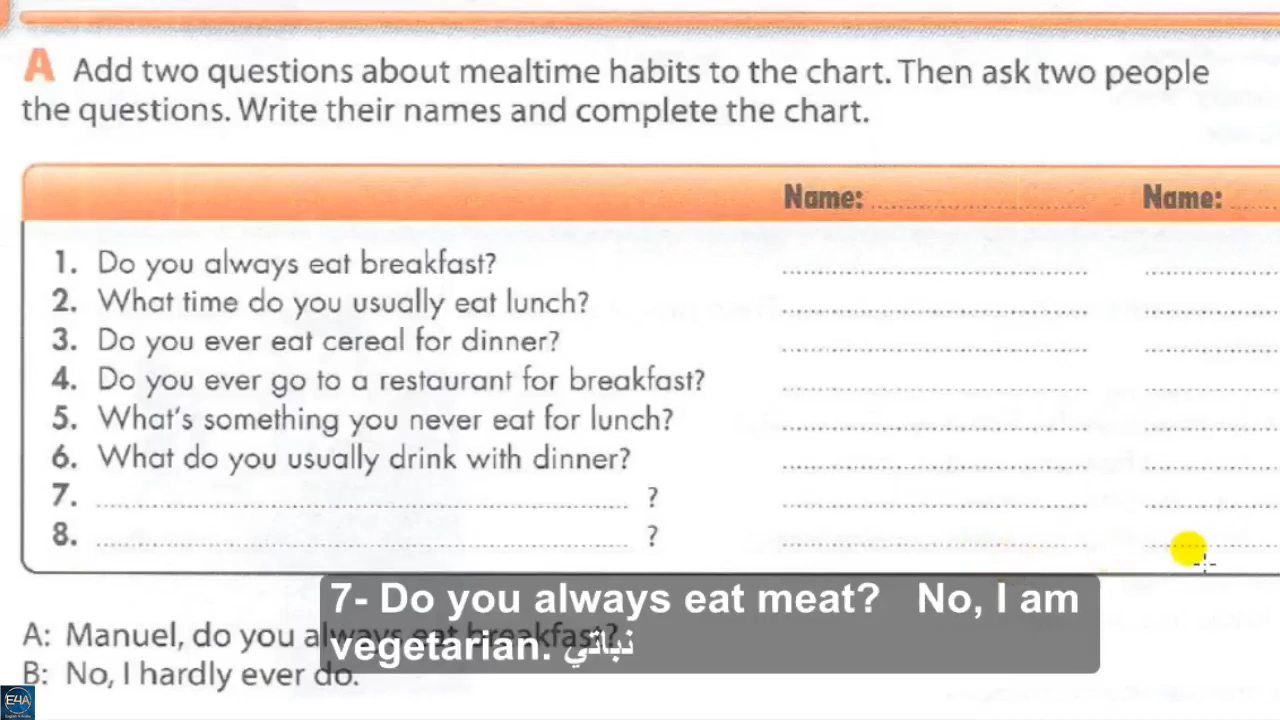 A Add two questions about mealtime habits to the chart. Then ask two people
the questions. Write their names and complete the chart.
Name: Name:
1. Do you always eat breakfast?
2. What time do you usually eat lunch?
3. Do you ever eat cereal for dinner?
4. Do you ever go to a restaurant for breakfast?
5. What's something you never eat for lunch?
6. What do you usually drink with dinner?
7. ?
8. ?
7- Do you always eat meat? No, I am
vegetarian. نباتي
A: Manuel, do you always eat breakfast?
B: No, I hardly ever do.
E4A